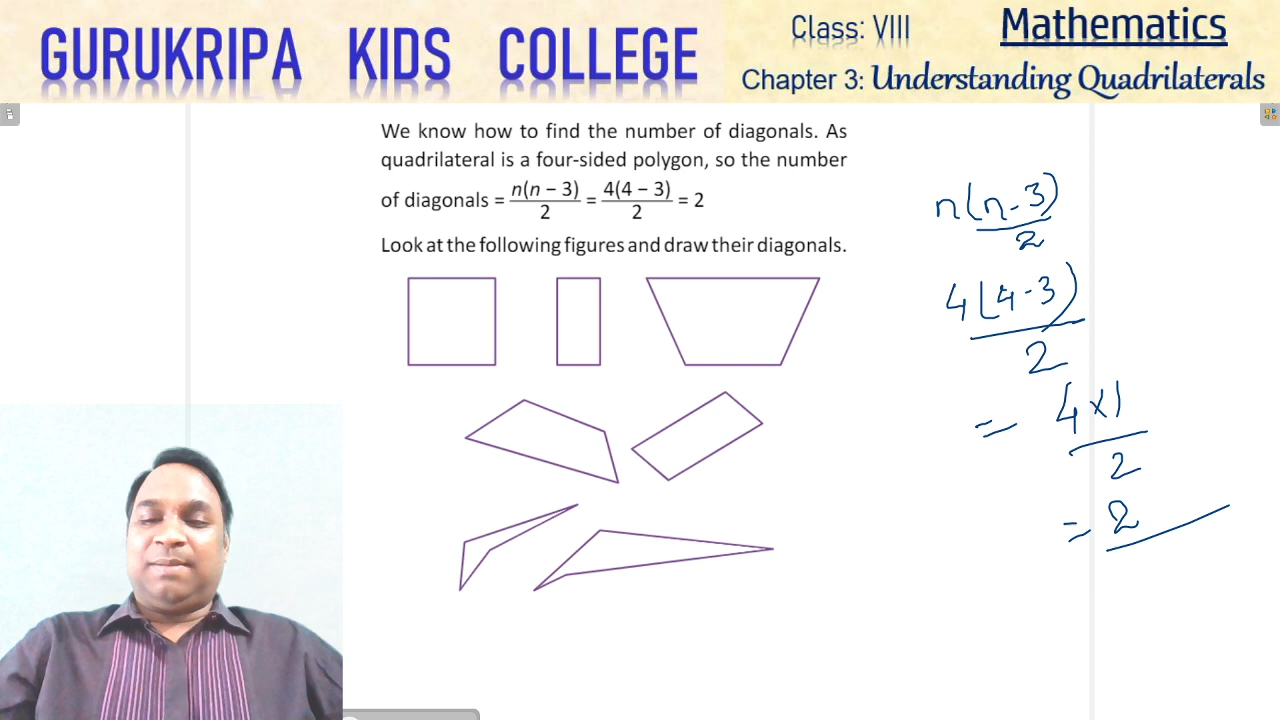 GURUKRIPA KIDS COLLEGE
Class: VIII Mathematics
Chapter 3: Understanding Quadrilaterals
We know how to find the number of diagonals. As
quadrilateral is a four-sided polygon, so the number
of diagonals = n(n − 3)/2 = 4(4 − 3)/2 = 2
Look at the following figures and draw their diagonals.
n(n-3)
2
4(4-3)
2
= 4×1
2
= 2